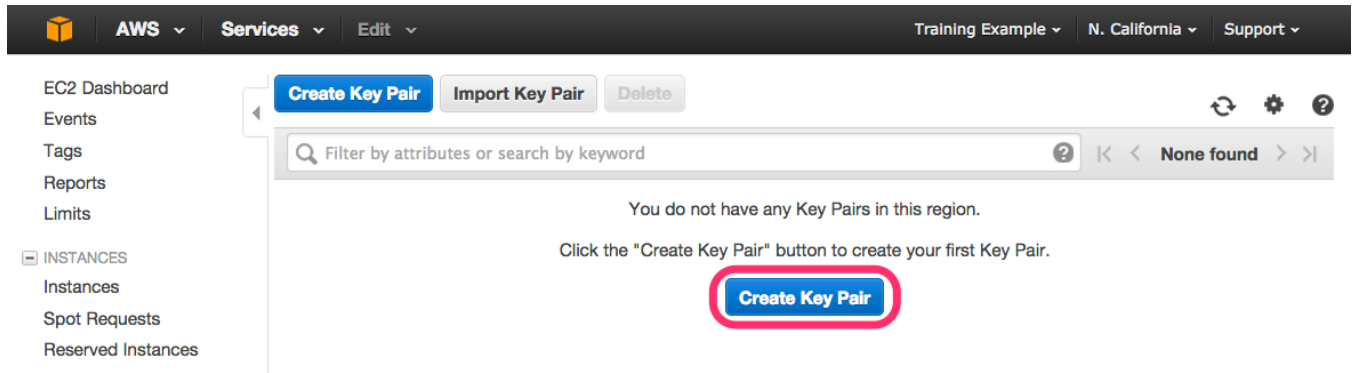 AWS Services Edit Training Example N. California Support
EC2 Dashboard
Events
Tags
Reports
Limits
INSTANCES
Instances
Spot Requests
Reserved Instances
Create Key Pair Import Key Pair Delete
Filter by attributes or search by keyword None found
You do not have any Key Pairs in this region.
Click the "Create Key Pair" button to create your first Key Pair.
Create Key Pair